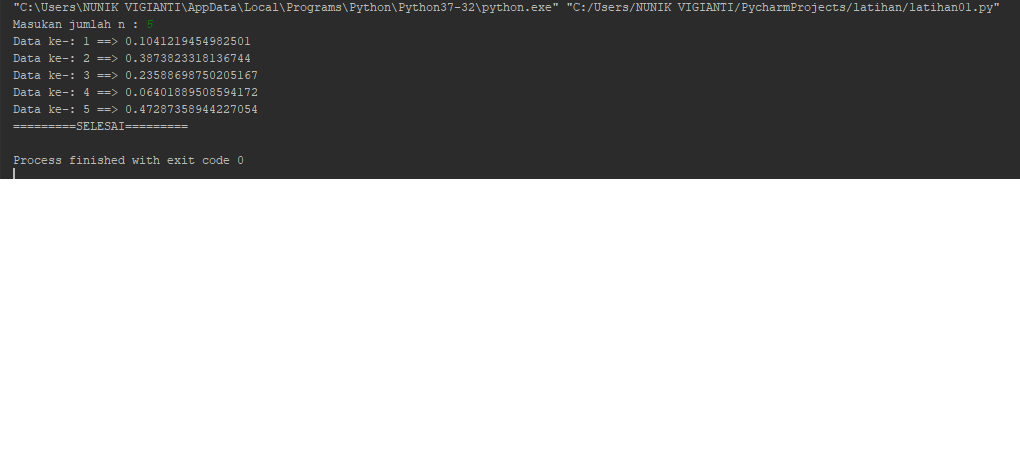 "C:\Users\NUNIK VIGIANTI\AppData\Local\Programs\Python\Python37-32\python.exe" "C:/Users/NUNIK VIGIANTI/PycharmProjects/latihan/latihan01.py"
Masukan jumlah n : 5
Data ke-: 1 ==> 0.1041219454982501
Data ke-: 2 ==> 0.3873823318136744
Data ke-: 3 ==> 0.23588698750205167
Data ke-: 4 ==> 0.06401889508594172
Data ke-: 5 ==> 0.47287358944227054
=========SELESAI=========
Process finished with exit code 0